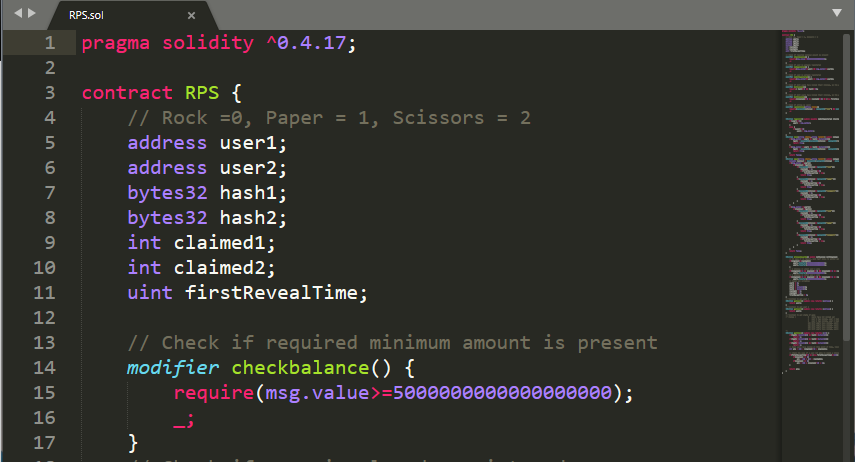 RPS.sol
1 pragma solidity ^0.4.17;
2
3 contract RPS {
4 // Rock =0, Paper = 1, Scissors = 2
5 address user1;
6 address user2;
7 bytes32 hash1;
8 bytes32 hash2;
9 int claimed1;
10 int claimed2;
11 uint firstRevealTime;
12
13 // Check if required minimum amount is present
14 modifier checkbalance() {
15 require(msg.value>=5000000000000000000);
16 _;
17 }